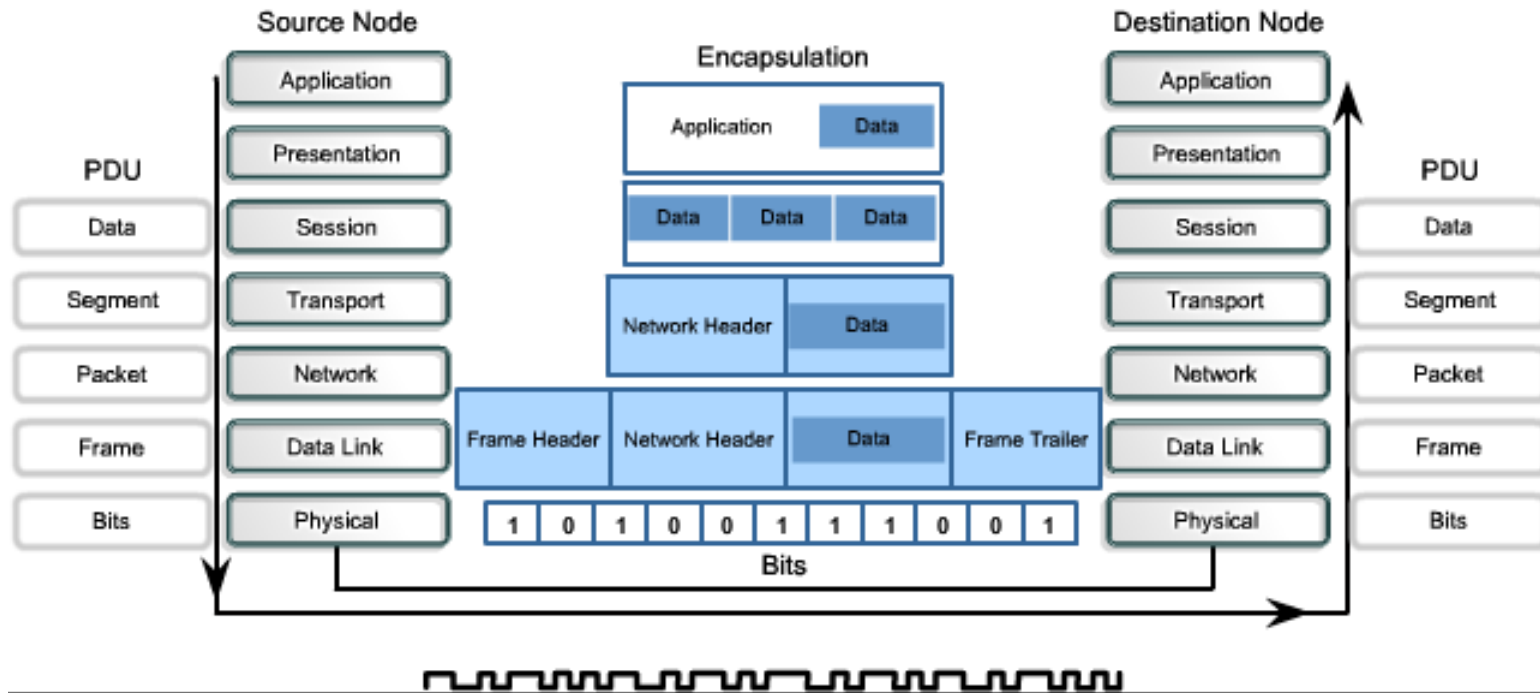 Source Node
Destination Node
Encapsulation
Application
Application Data
Application
Presentation
Presentation
PDU
PDU
Data
Session
Data Data Data
Session
Data
Segment
Transport
Network Header Data
Transport
Segment
Packet
Network
Network
Packet
Frame
Data Link
Frame Header Network Header Data Frame Trailer
Data Link
Frame
Bits
Physical
1 0 1 0 0 1 1 1 0 0 1
Physical
Bits
Bits